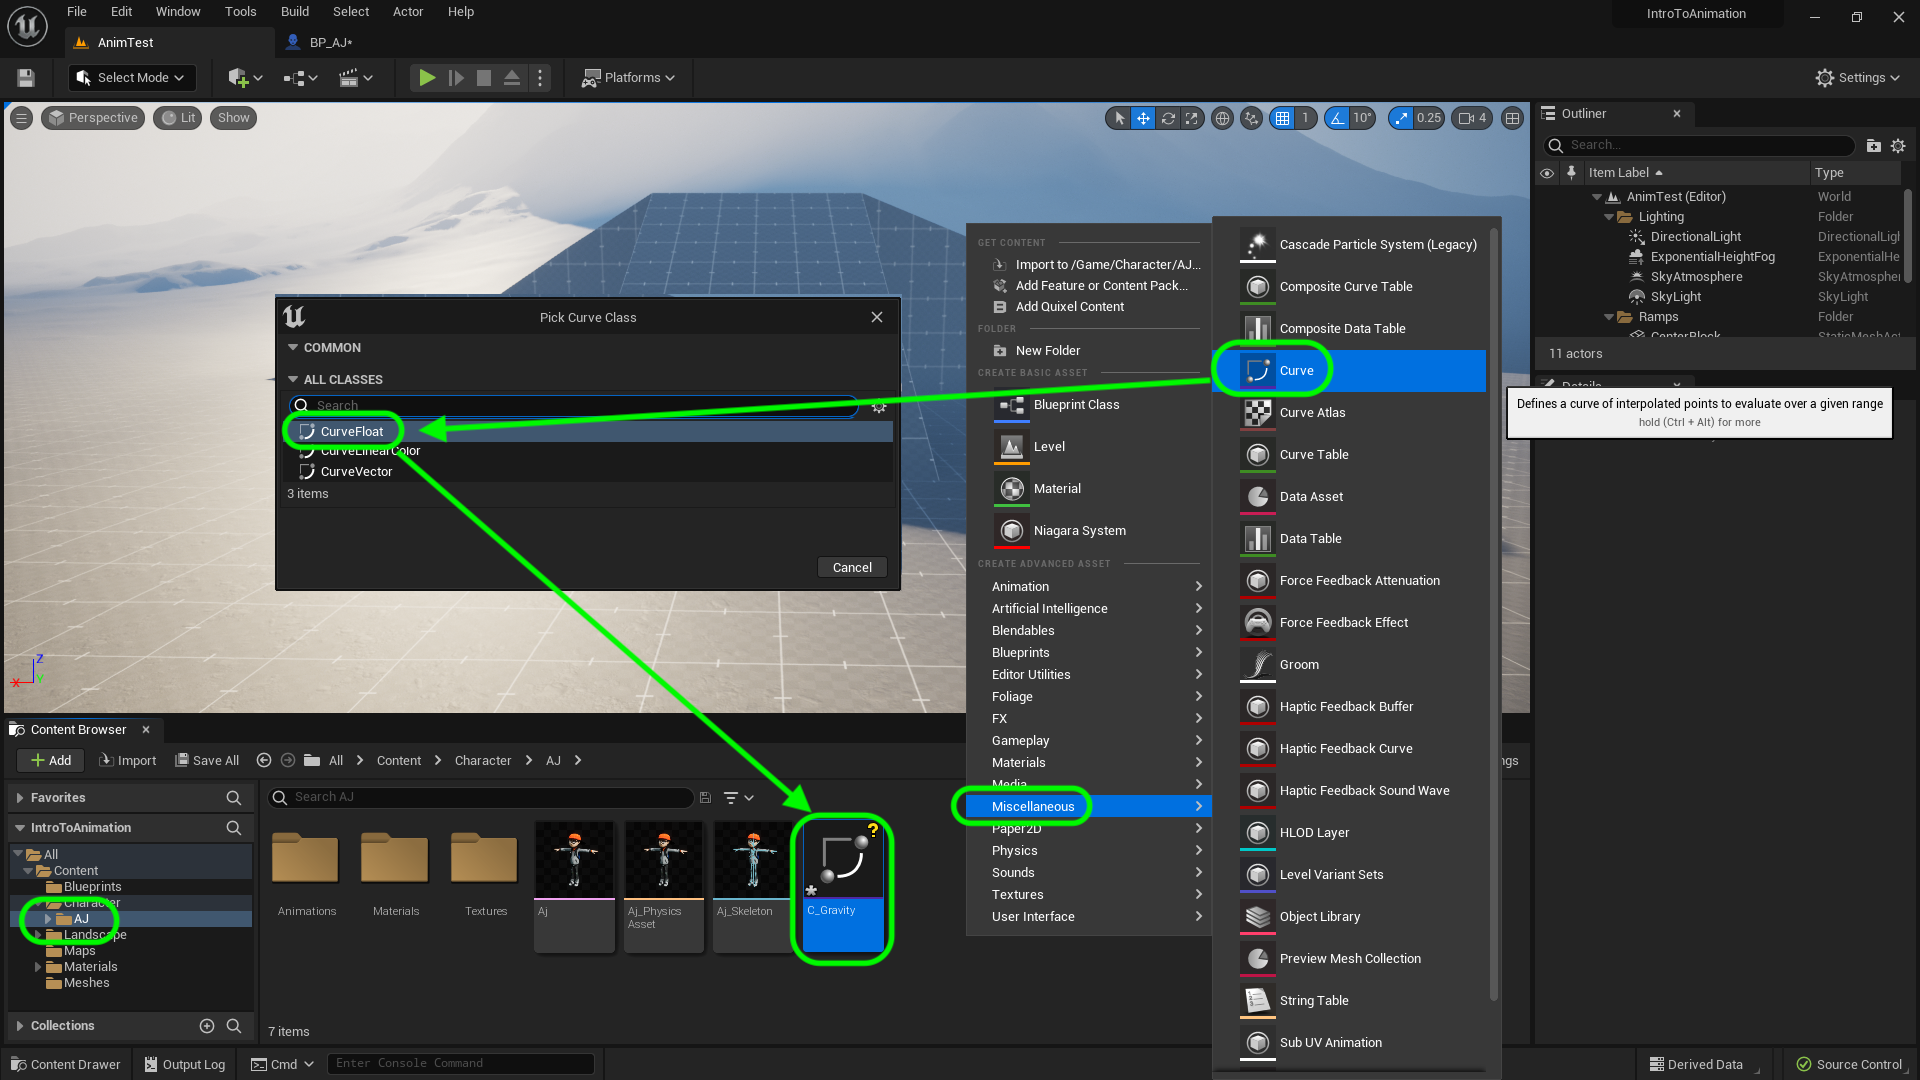 File Edit Window Tools Build Select Actor Help
IntroToAnimation
AnimTest
BP_AJ*
Select Mode
Platforms
Settings
Perspective
Lit
Show
1
10°
0.25
4
Outliner
Search...
Item Label
Type
AnimTest (Editor)
World
Lighting
Folder
DirectionalLight
DirectionalLigl
ExponentialHeightFog
ExponentialHe
SkyAtmosphere
SkyAtmospher
SkyLight
SkyLight
Ramps
Folder
CenterBlock
StaticMeshAct
11 actors
Details
Defines a curve of interpolated points to evaluate over a given range
hold (Ctrl + Alt) for more
Pick Curve Class
COMMON
ALL CLASSES
Search
CurveFloat
CurveLinearColor
CurveVector
3 items
Cancel
GET CONTENT
Import to /Game/Character/AJ...
Add Feature or Content Pack...
Add Quixel Content
FOLDER
New Folder
CREATE BASIC ASSET
Blueprint Class
Level
Material
Niagara System
CREATE ADVANCED ASSET
Animation
Artificial Intelligence
Blendables
Blueprints
Editor Utilities
Foliage
FX
Gameplay
Materials
Media
Miscellaneous
Paper2D
Physics
Sounds
Textures
User Interface
Cascade Particle System (Legacy)
Composite Curve Table
Composite Data Table
Curve
Curve Atlas
Curve Table
Data Asset
Data Table
Force Feedback Attenuation
Force Feedback Effect
Groom
Haptic Feedback Buffer
Haptic Feedback Curve
Haptic Feedback Sound Wave
HLOD Layer
Level Variant Sets
Object Library
Preview Mesh Collection
String Table
Sub UV Animation
Z
X
Y
Content Browser
Add
Import
Save All
All > Content > Character > AJ >
ngs
Favorites
IntroToAnimation
All
Content
Blueprints
Character
AJ
Landscape
Maps
Materials
Meshes
Collections
Search AJ
Animations
Materials
Textures
Aj
Aj_Physics
Asset
Aj_Skeleton
C_Gravity
7 items
Content Drawer
Output Log
Cmd
Enter Console Command
Derived Data
Source Control